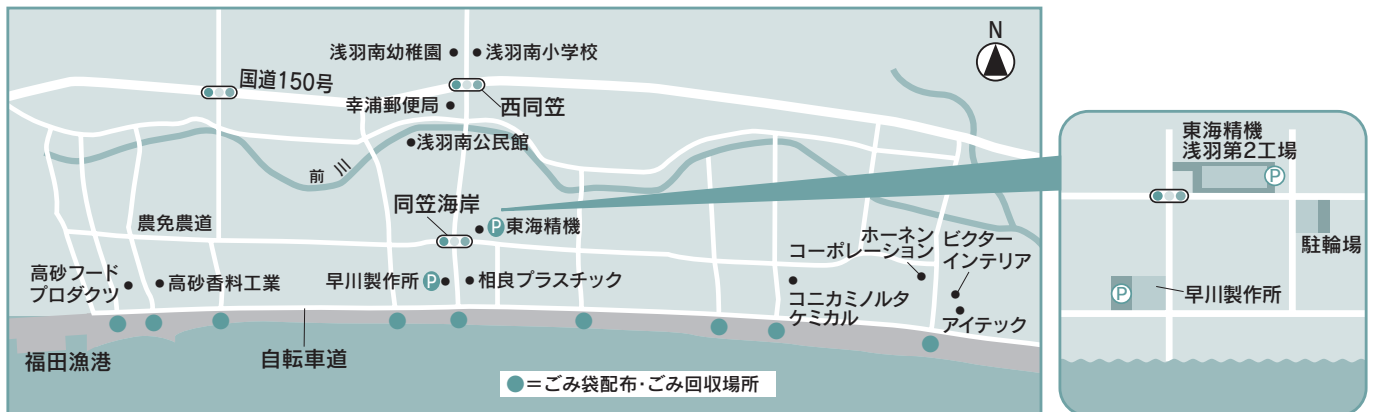 浅羽南幼稚園
浅羽南小学校
N
国道150号
幸浦郵便局
西同笠
浅羽南公民館
前川
同笠海岸
農免農道
P 東海精機
ホーネン
コーポレーション
ビクター
インテリア
高砂フード
プロダクツ
高砂香料工業
早川製作所 P
相良プラスチック
コニカミノルタ
ケミカル
アイテック
福田漁港
自転車道
=ごみ袋配布・ごみ回収場所
東海精機
浅羽第2工場
P
駐輪場
P
早川製作所